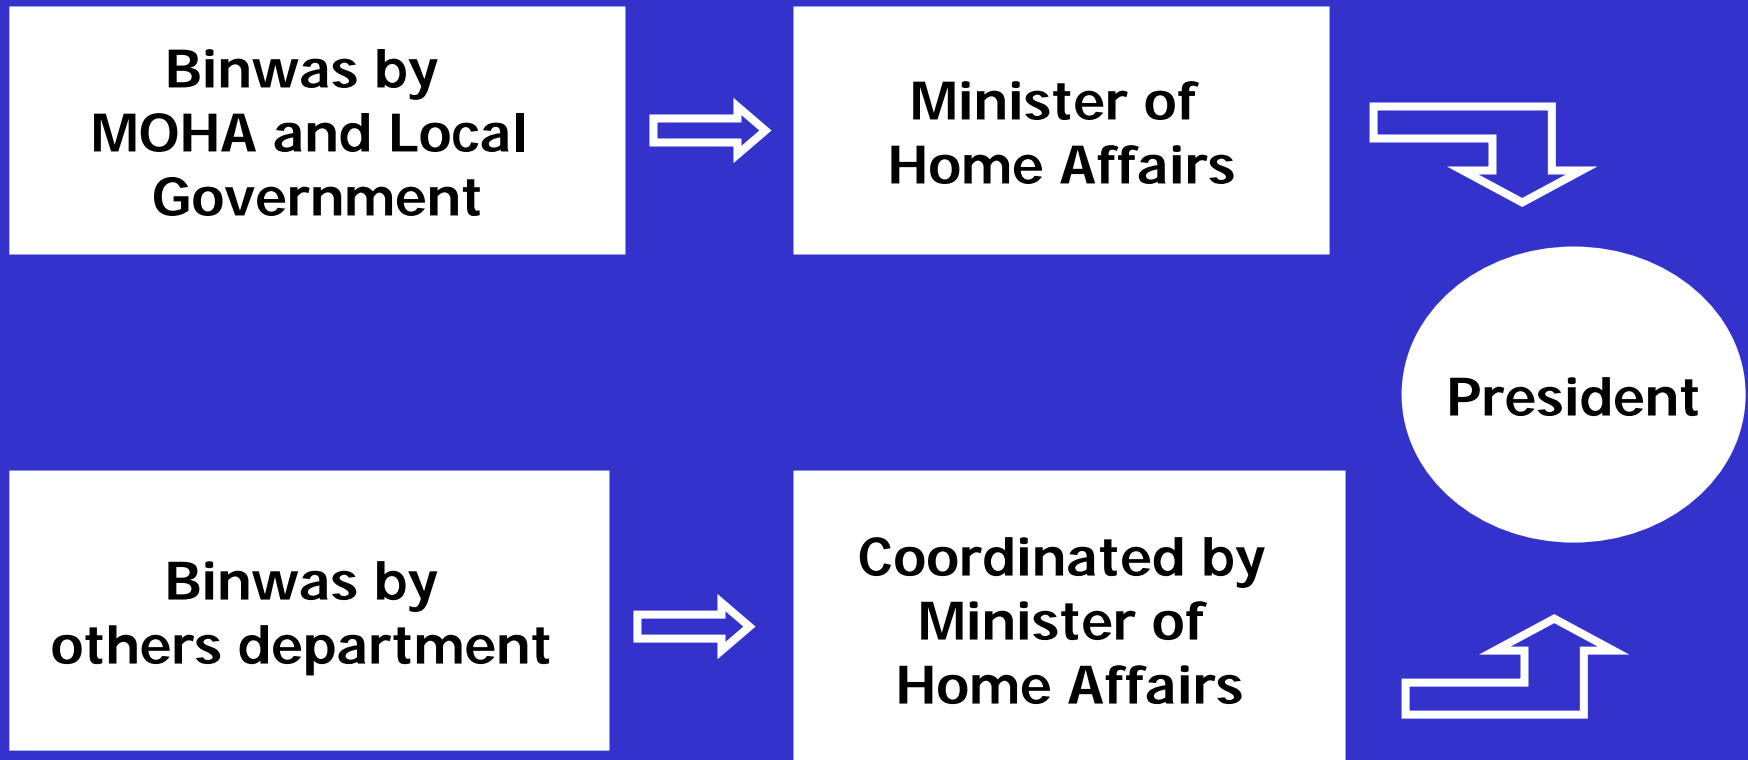 Binwas by
MOHA and Local
Government
Minister of
Home Affairs
President
Binwas by
others department
Coordinated by
Minister of
Home Affairs